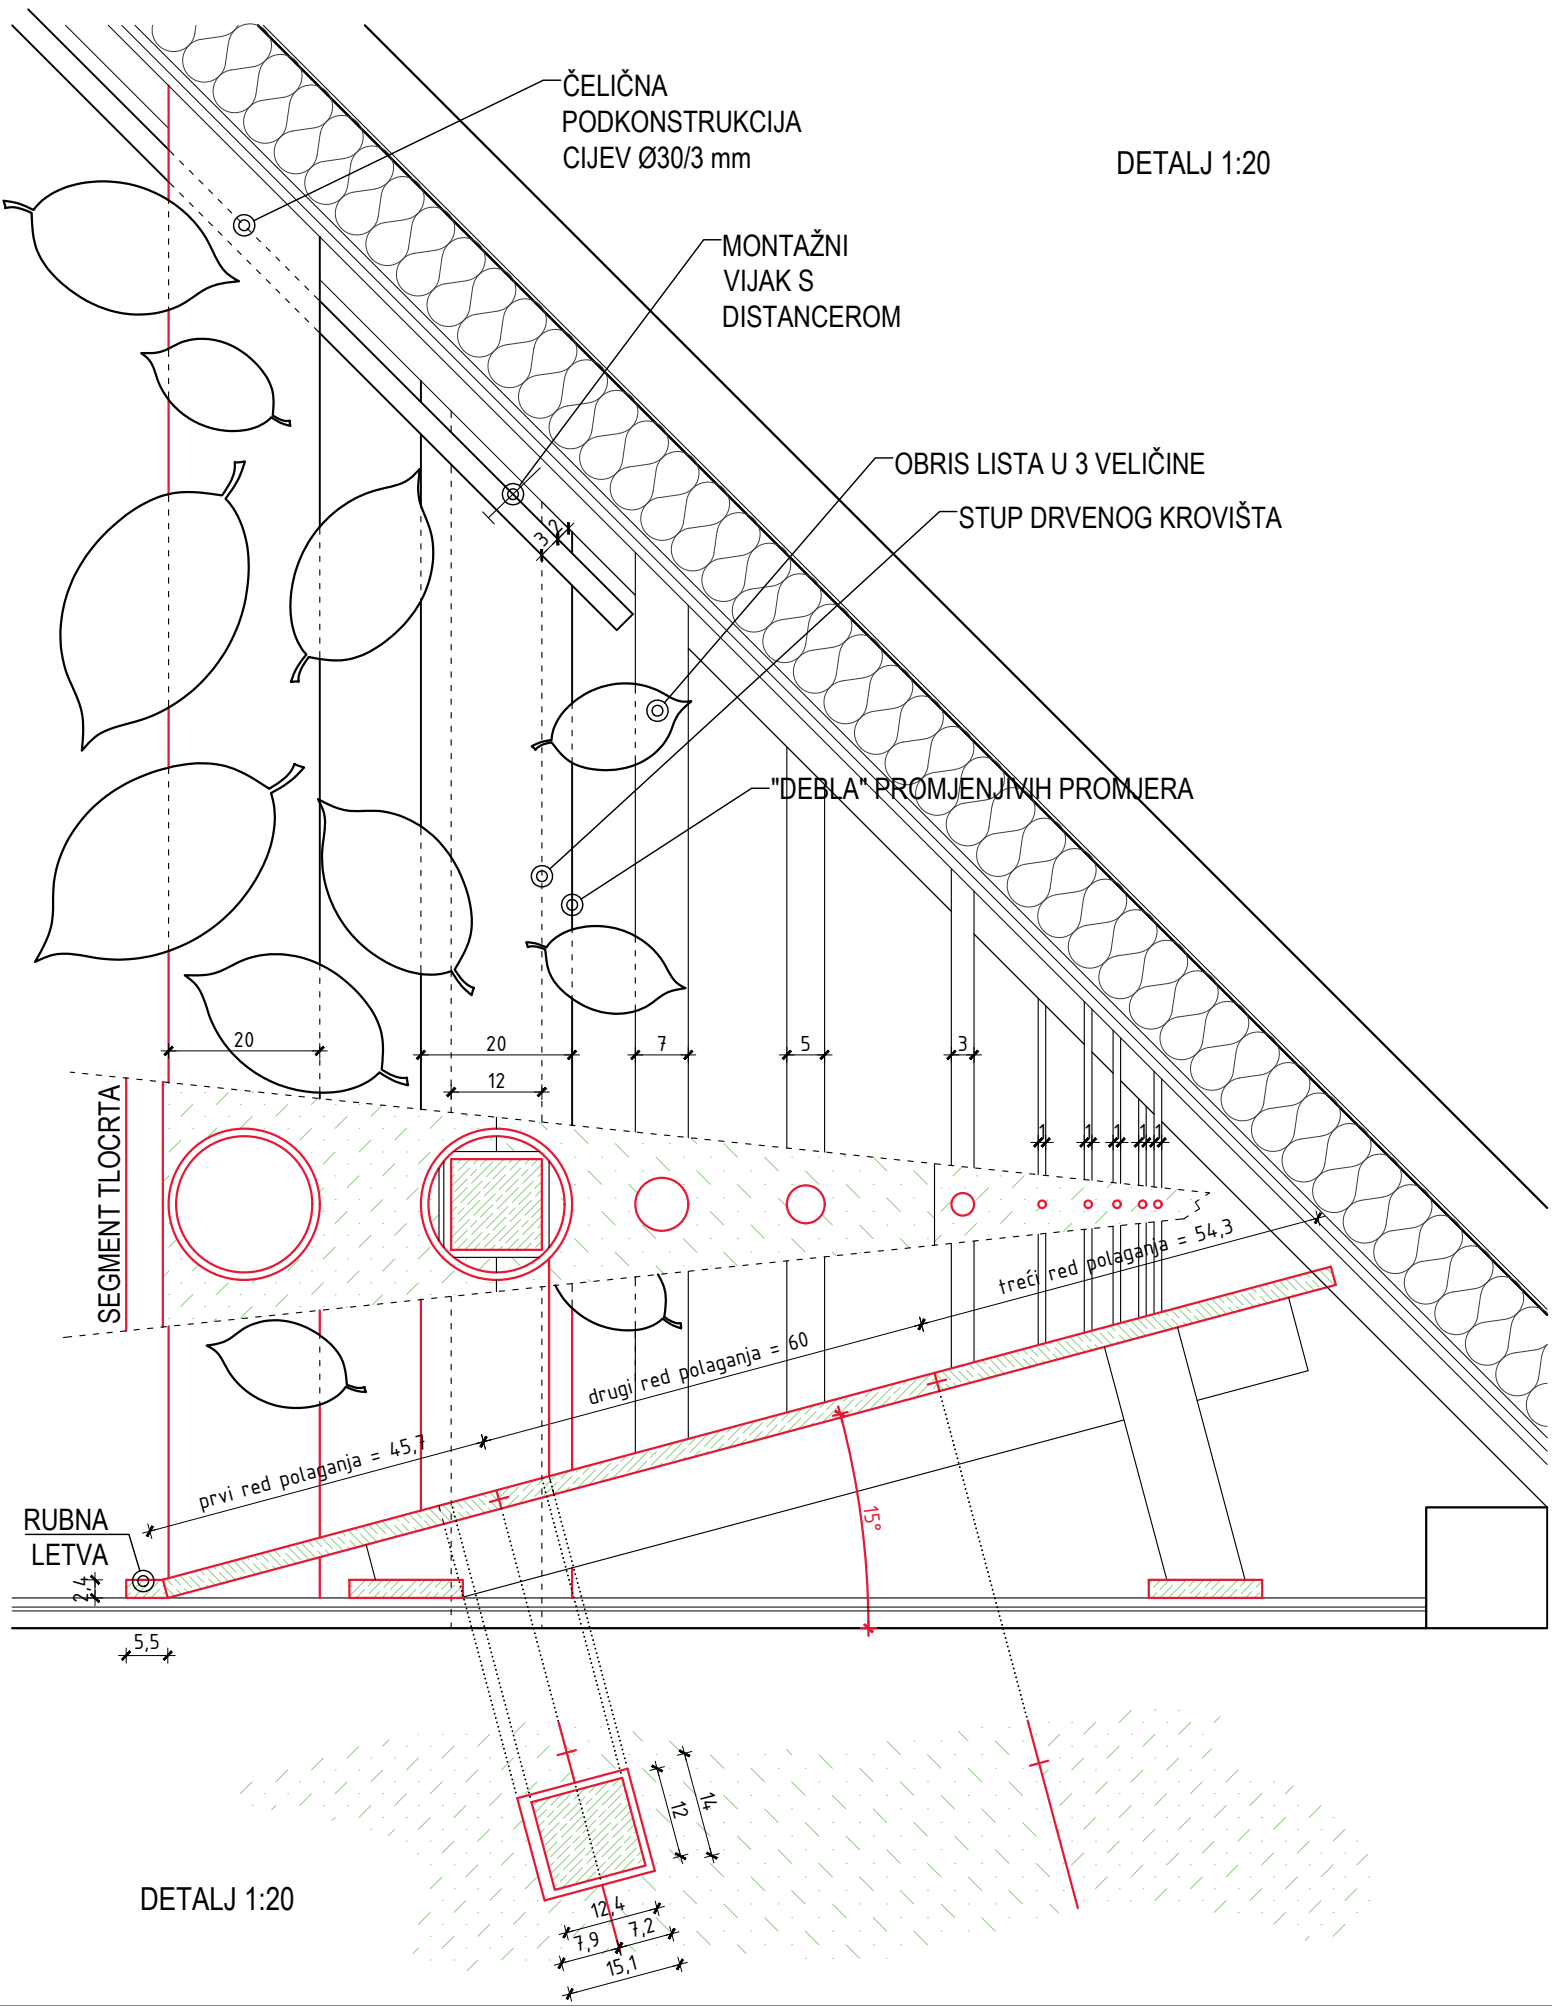 ČELIČNA
PODKONSTRUKCIJA
CIJEV Ø30/3 mm
DETALJ 1:20
MONTAŽNI
VIJAK S
DISTANCEROM
OBRIS LISTA U 3 VELIČINE
STUP DRVENOG KROVIŠTA
3
2
"DEBLA" PROMJENJIVIH PROMJERA
20
20
7
5
3
12
1
1
1
1
1
SEGMENT TLOCRTA
treći red polaganja = 54,3
drugi red polaganja = 60
prvi red polaganja = 45,7
15°
RUBNA
LETVA
2,4
5,5
12
14
DETALJ 1:20
12,4
7,9
7,2
15,1